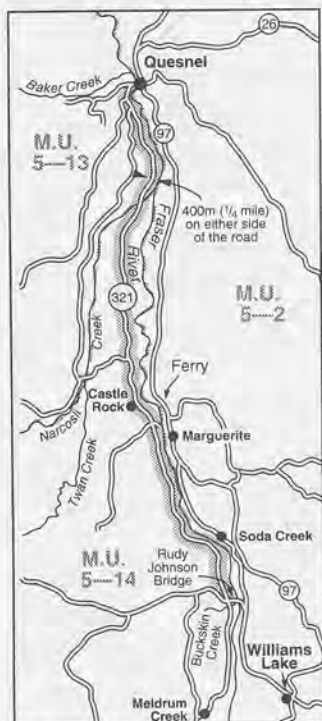 26
Quesnel
Baker Creek
97
M.U.
5—13
400m (¼ mile)
on either side
of the road
Fraser
River
321
M.U.
5—2
Creek
Ferry
Castle
Rock
Narcosli
Marguerite
Twan Creek
Soda Creek
Rudy
Johnson
Bridge
M.U.
5—14
97
Buckskin
Creek
Williams
Lake
Meldrum
Creek